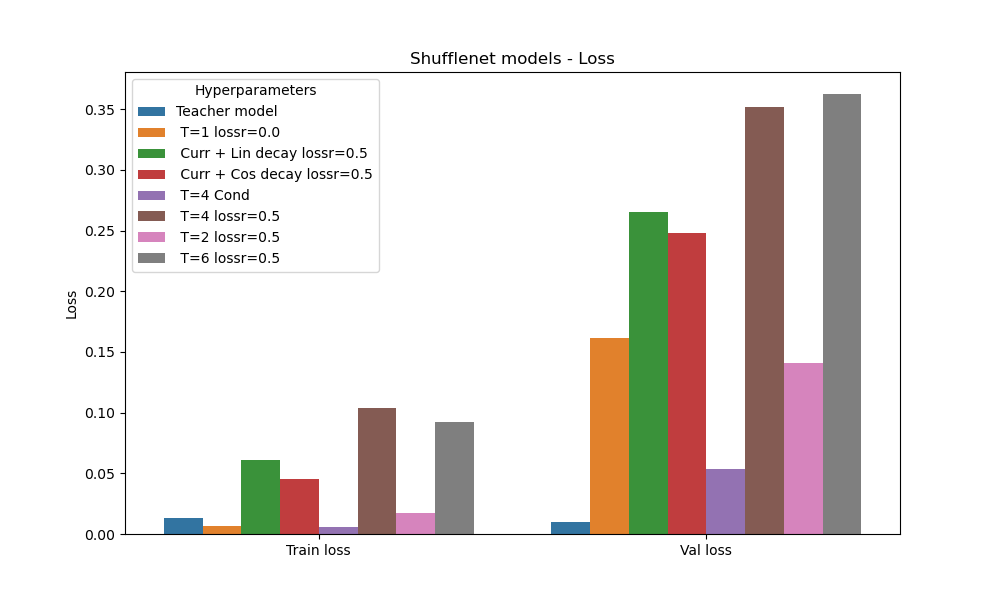 Shufflenet models - Loss
Hyperparameters
Teacher model
T=1 lossr=0.0
Curr + Lin decay lossr=0.5
Curr + Cos decay lossr=0.5
T=4 Cond
T=4 lossr=0.5
T=2 lossr=0.5
T=6 lossr=0.5
Loss
0.35
0.30
0.25
0.20
0.15
0.10
0.05
0.00
Train loss
Val loss